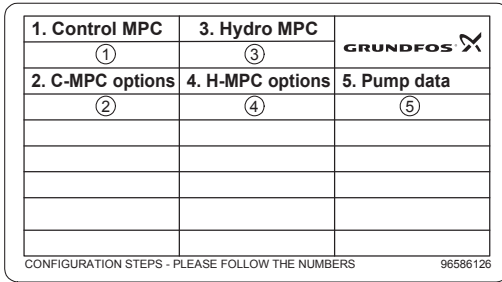 1. Control MPC 3. Hydro MPC GRUNDFOS
1 3
2. C-MPC options 4. H-MPC options 5. Pump data
2 4 5
CONFIGURATION STEPS - PLEASE FOLLOW THE NUMBERS 96586126